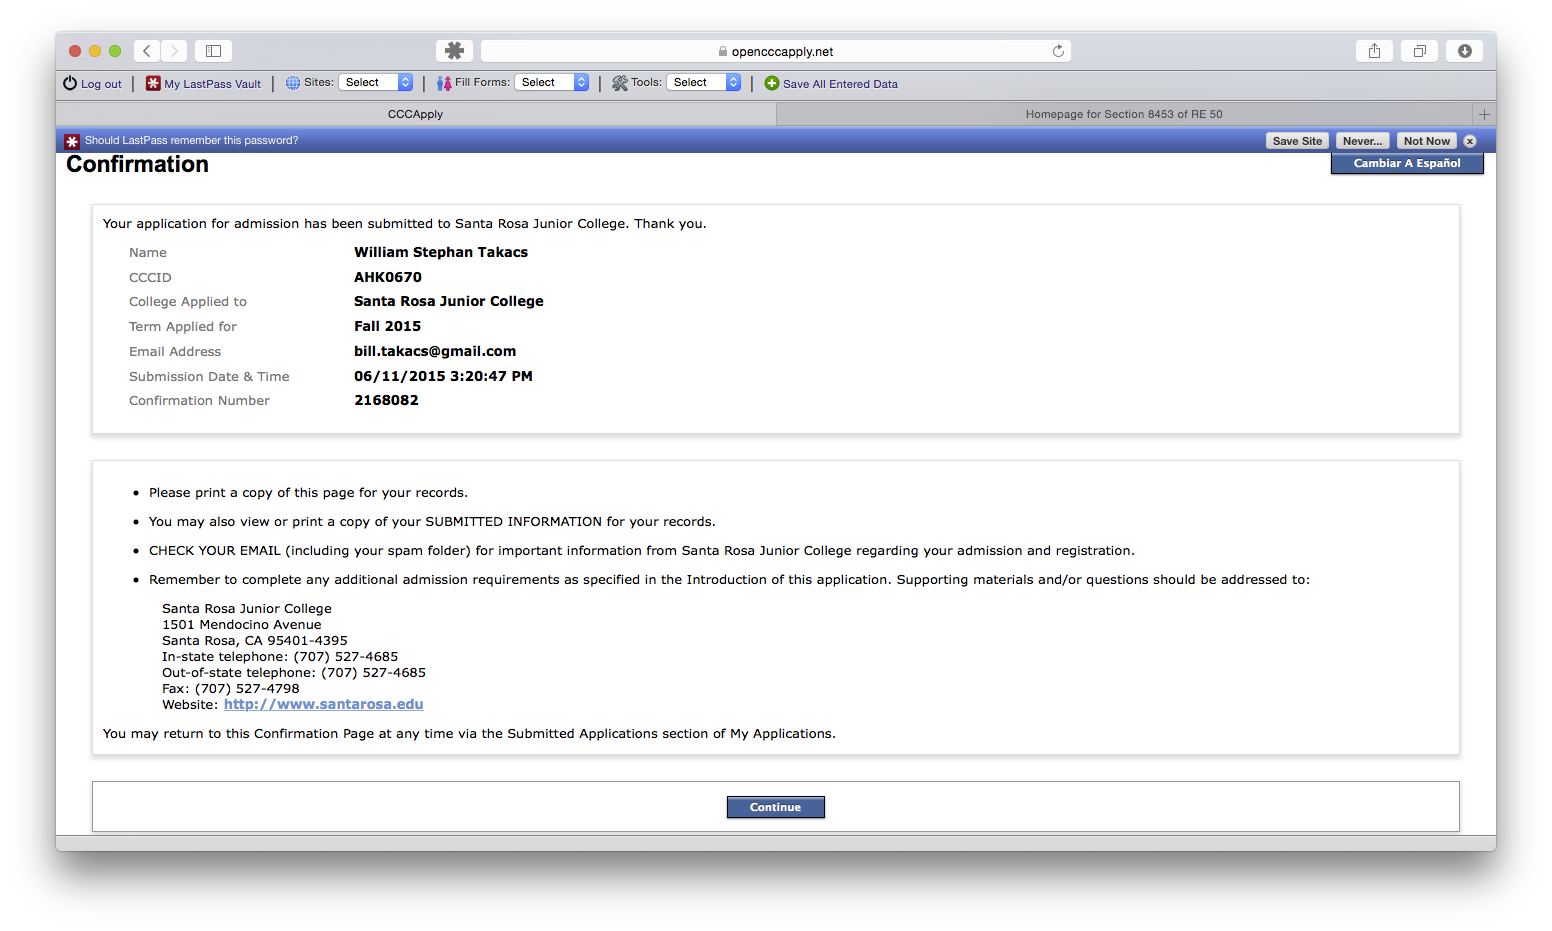 opencccapply.net
Log out | My LastPass Vault | Sites: Select | Fill Forms: Select | Tools: Select | Save All Entered Data
CCCApply Homepage for Section 8453 of RE 50
Should LastPass remember this password? Save Site Never... Not Now x
Confirmation Cambiar A Español
Your application for admission has been submitted to Santa Rosa Junior College. Thank you.
Name William Stephan Takacs
CCCID AHK0670
College Applied to Santa Rosa Junior College
Term Applied for Fall 2015
Email Address bill.takacs@gmail.com
Submission Date & Time 06/11/2015 3:20:47 PM
Confirmation Number 2168082
• Please print a copy of this page for your records.
• You may also view or print a copy of your SUBMITTED INFORMATION for your records.
• CHECK YOUR EMAIL (including your spam folder) for important information from Santa Rosa Junior College regarding your admission and registration.
• Remember to complete any additional admission requirements as specified in the Introduction of this application. Supporting materials and/or questions should be addressed to:
Santa Rosa Junior College
1501 Mendocino Avenue
Santa Rosa, CA 95401-4395
In-state telephone: (707) 527-4685
Out-of-state telephone: (707) 527-4685
Fax: (707) 527-4798
Website: http://www.santarosa.edu
You may return to this Confirmation Page at any time via the Submitted Applications section of My Applications.
Continue